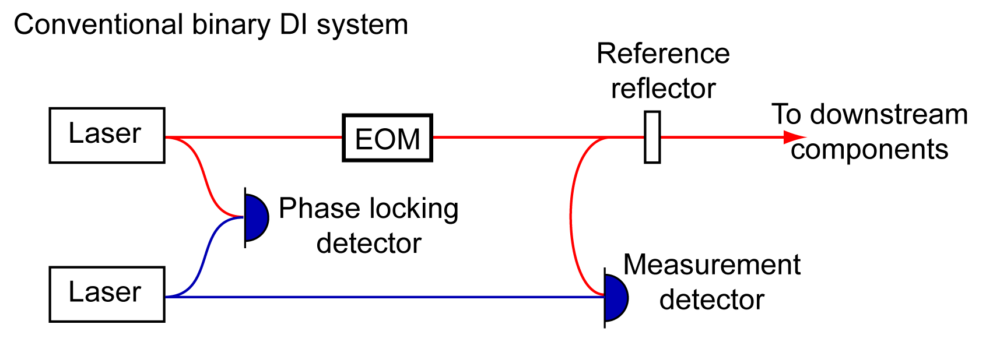 Conventional binary DI system
Reference
reflector
To downstream
components
Laser
EOM
Phase locking
detector
Measurement
detector
Laser